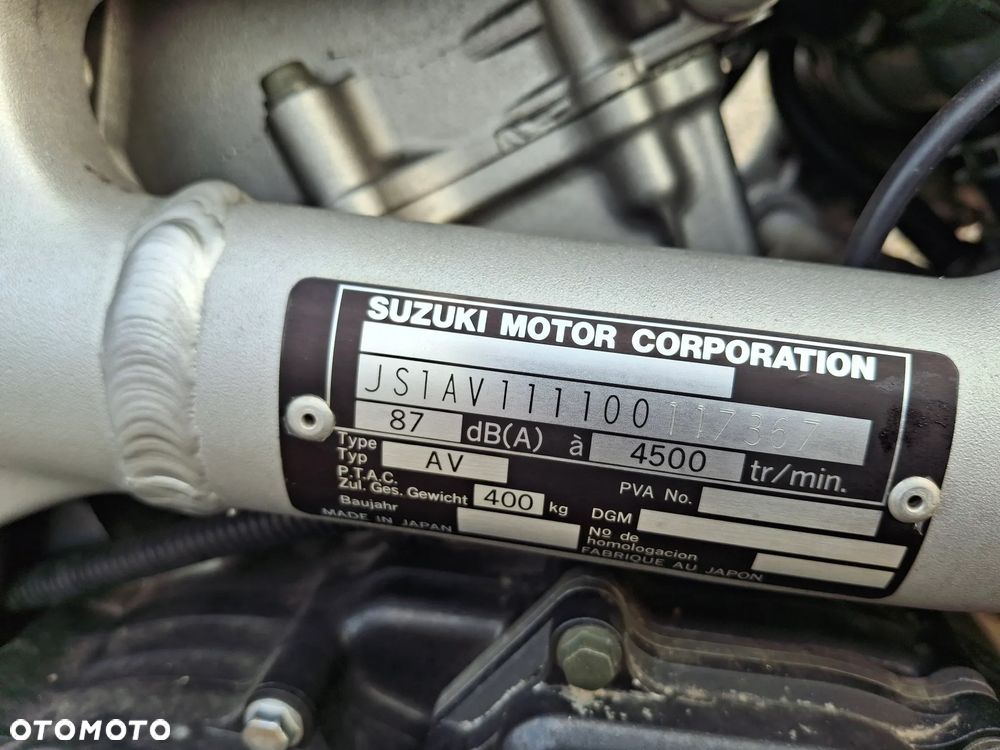 SUZUKI MOTOR CORPORATION
JS1AV111100117367
87 dB(A) à 4500 tr/min.
Type
Typ AV
PVA No.
P.T.A.C.
Zul. Ges. Gewicht 400 kg
DGM
Baujahr
Nº de
homologacion
MADE IN JAPAN
FABRIQUE AU JAPON
OTOMOTO